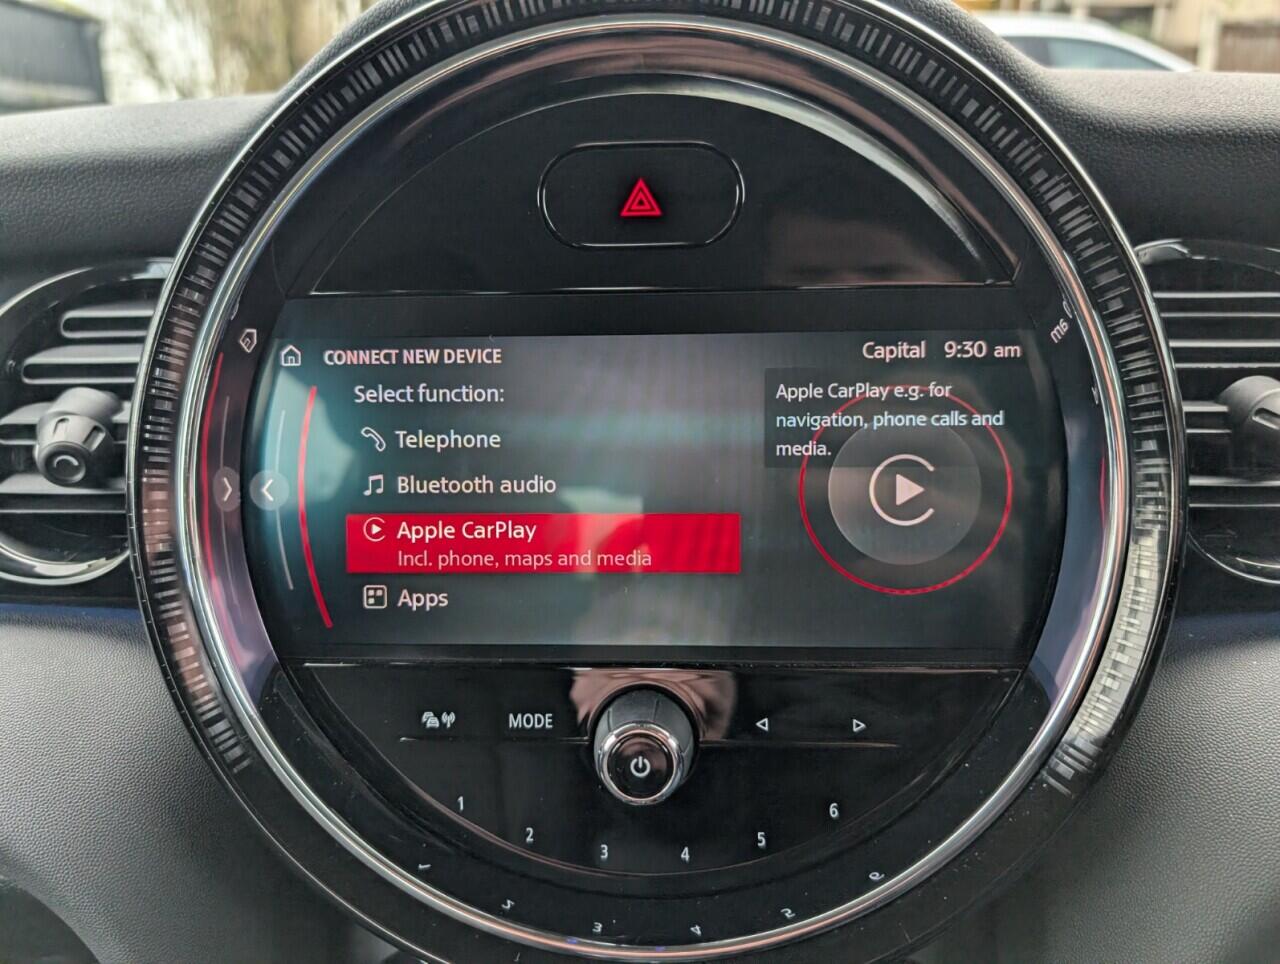 CONNECT NEW DEVICE
Capital 9:30 am
Select function:
Telephone
Bluetooth audio
Apple CarPlay
Incl. phone, maps and media
Apps
Apple CarPlay e.g. for
navigation, phone calls and
media.
MODE
1
2
3
4
5
6